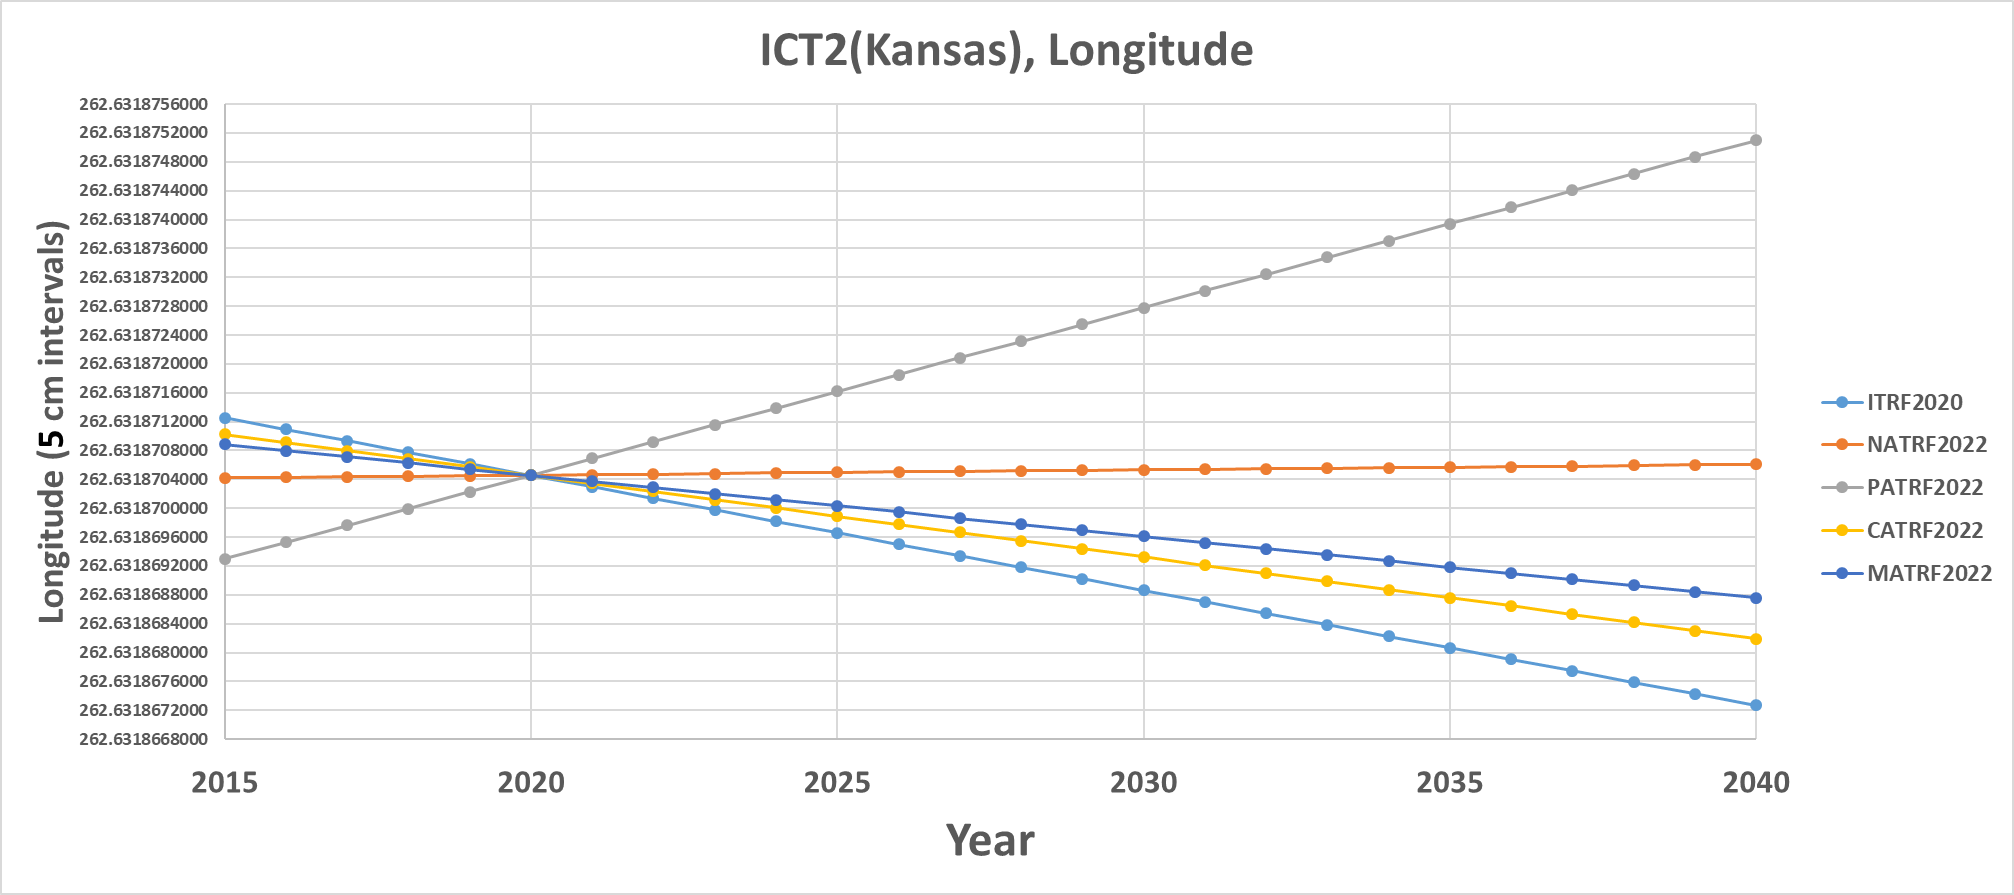 ICT2(Kansas), Longitude
Longitude (5 cm intervals)
262.6318756000
262.6318752000
262.6318748000
262.6318744000
262.6318740000
262.6318736000
262.6318732000
262.6318728000
262.6318724000
262.6318720000
262.6318716000
262.6318712000
262.6318708000
262.6318704000
262.6318700000
262.6318696000
262.6318692000
262.6318688000
262.6318684000
262.6318680000
262.6318676000
262.6318672000
262.6318668000
2015 2020 2025 2030 2035 2040
Year
ITRF2020
NATRF2022
PATRF2022
CATRF2022
MATRF2022